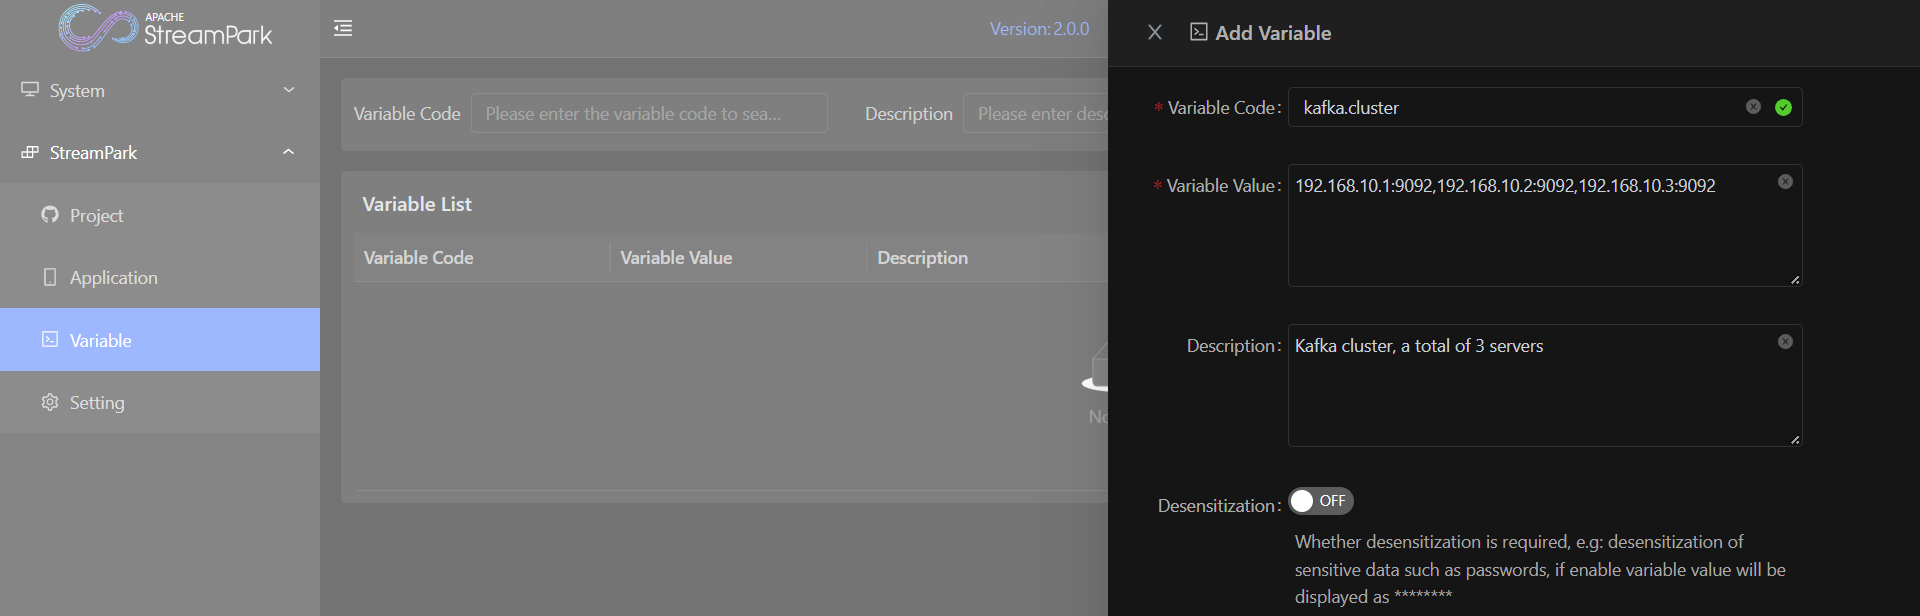 APACHE
StreamPark
System
StreamPark
Project
Application
Variable
Setting
Version: 2.0.0
Variable Code
Please enter the variable code to sea...
Description
Please enter desc
Variable List
Variable Code
Variable Value
Description
Add Variable
* Variable Code:
kafka.cluster
* Variable Value:
192.168.10.1:9092,192.168.10.2:9092,192.168.10.3:9092
Description:
Kafka cluster, a total of 3 servers
Desensitization:
OFF
Whether desensitization is required, e.g: desensitization of
sensitive data such as passwords, if enable variable value will be
displayed as ********